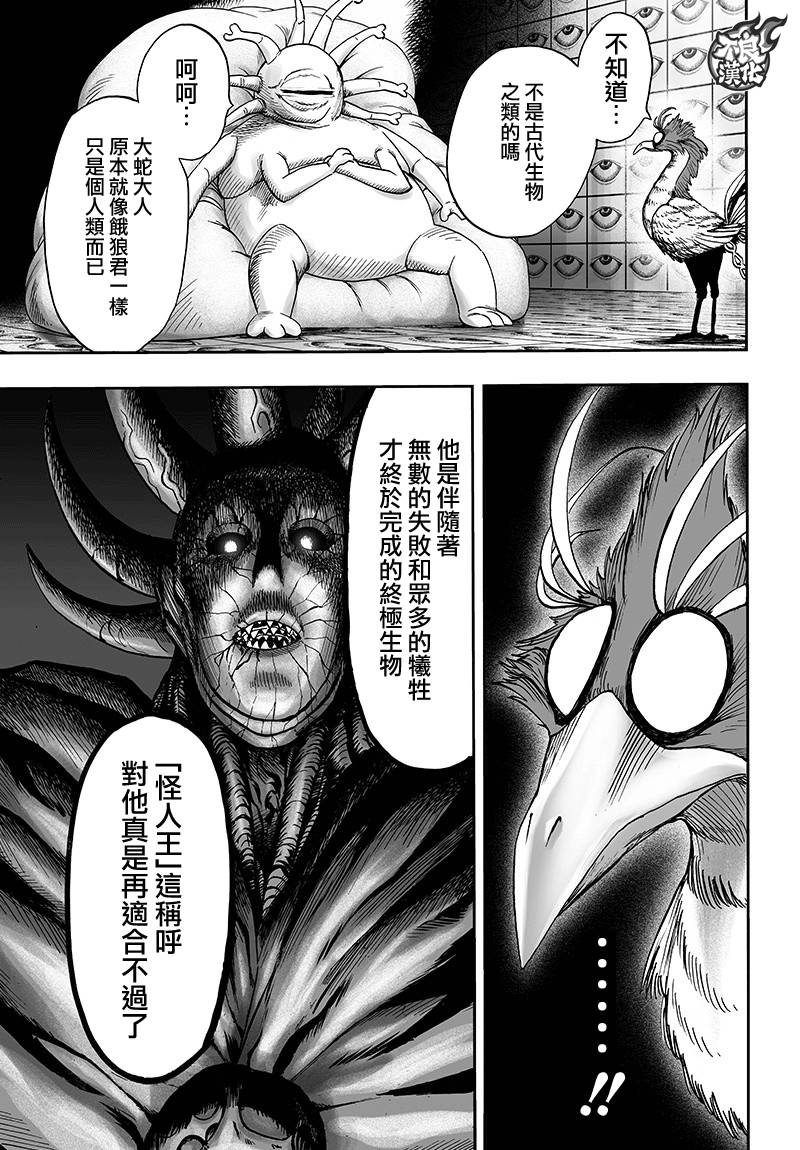 不知道…
不是古代生物
之類的嗎
呵呵…
大蛇大人
原本就像餓狼君一樣
只是個人類而已
………!!
他是伴隨著
無數的失敗和眾多的犧牲
才終於完成的終極生物
「怪人王」這稱呼
對他真是再適合不過了